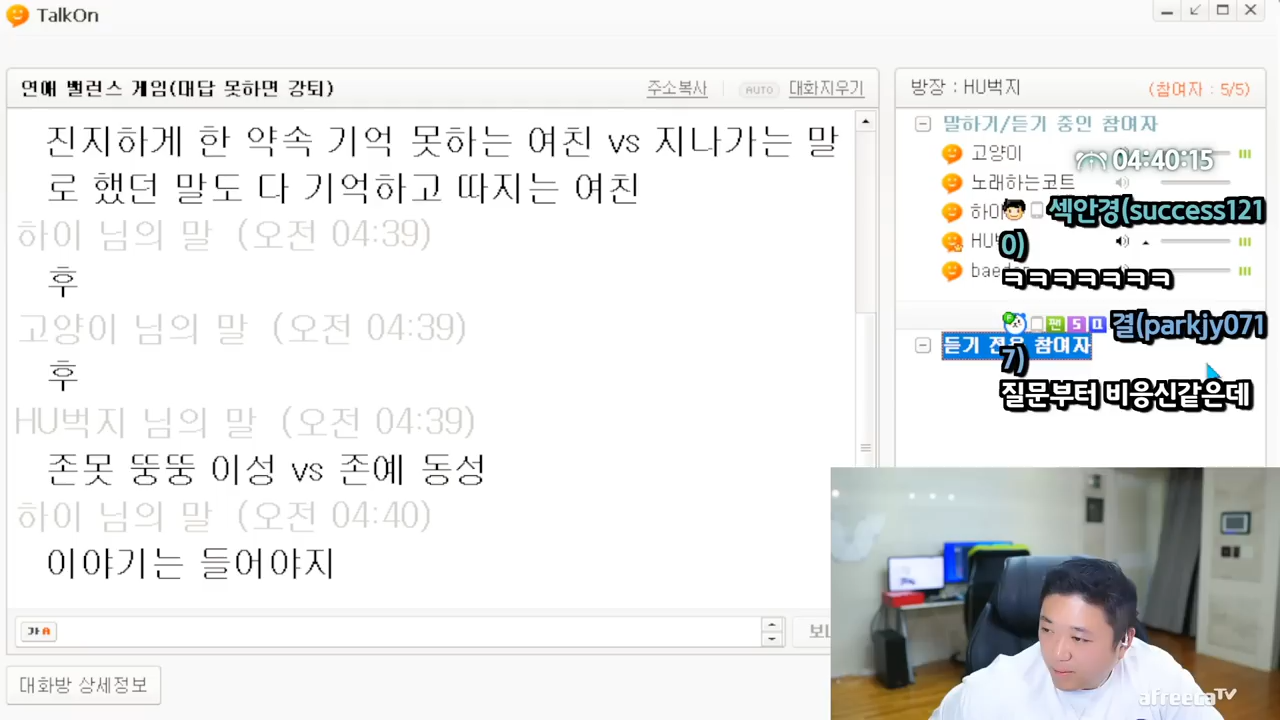 TalkOn
연애 밸런스 게임(대답 못하면 강퇴)
주소복사
AUTO
대화지우기
진지하게 한 약속 기억 못하는 여친 vs 지나가는 말
로 했던 말도 다 기억하고 따지는 여친
하이 님의 말 (오전 04:39)
후
고양이 님의 말 (오전 04:39)
후
HU벅지 님의 말 (오전 04:39)
존못 뚱뚱 이성 vs 존예 동성
하이 님의 말 (오전 04:40)
이야기는 들어야지
가
대화방 상세정보
방장 : HU벅지
(참여자 : 5/5)
말하기/듣기 중인 참여자
고양이
04:40:15
노래하는코트
하이
섹안경(success121
0)
ㅋㅋㅋㅋㅋㅋㅋ
팬
결(parkjy071
7)
듣기 전용 참여자
질문부터 비응신같은데
afreecaTV